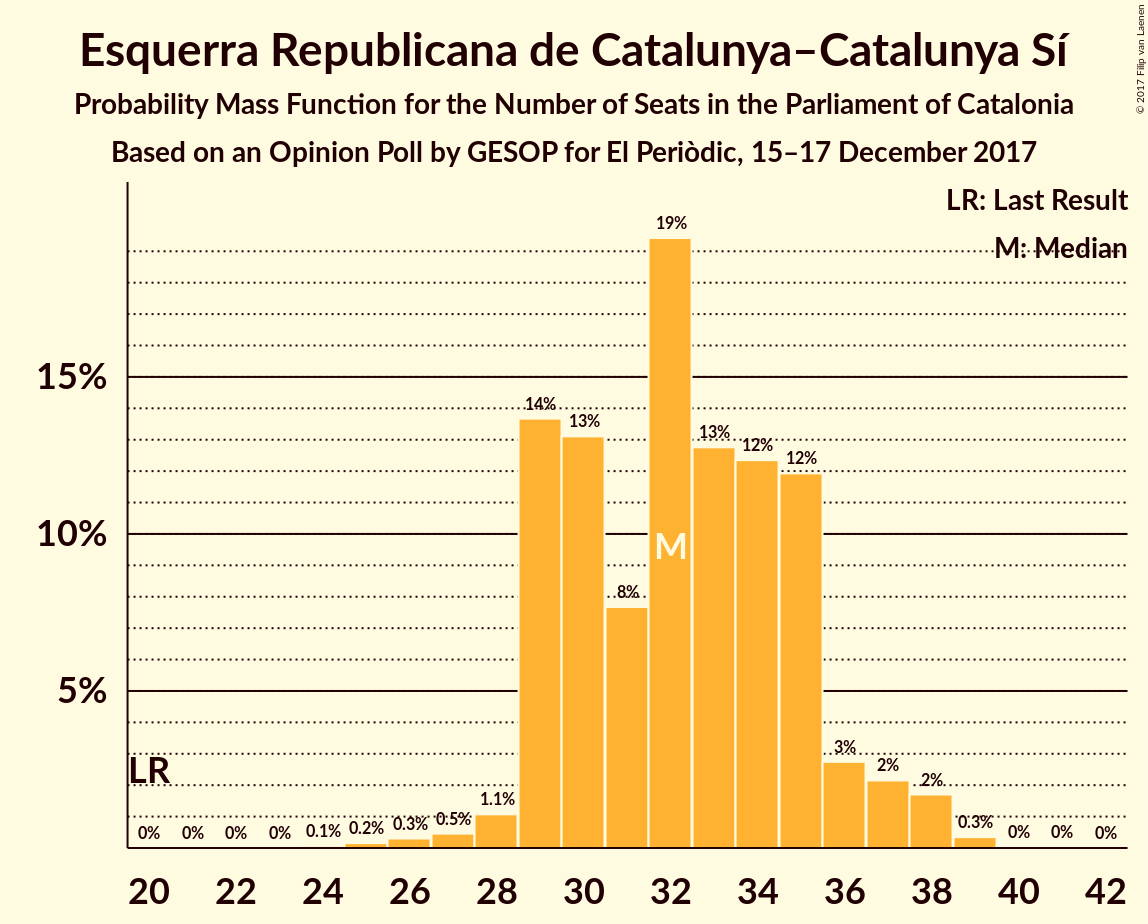 Esquerra Republicana de Catalunya–Catalunya Sí
Probability Mass Function for the Number of Seats in the Parliament of Catalonia
Based on an Opinion Poll by GESOP for El Periòdic, 15–17 December 2017
© 2017 Filip van Laenen
LR: Last Result
M: Median
15%
10%
5%
LR
0%
0%
0%
0%
0.1%
0.2%
0.3%
0.5%
1.1%
14%
13%
8%
19%
M
13%
12%
12%
3%
2%
2%
0.3%
0%
0%
0%
20 22 24 26 28 30 32 34 36 38 40 42